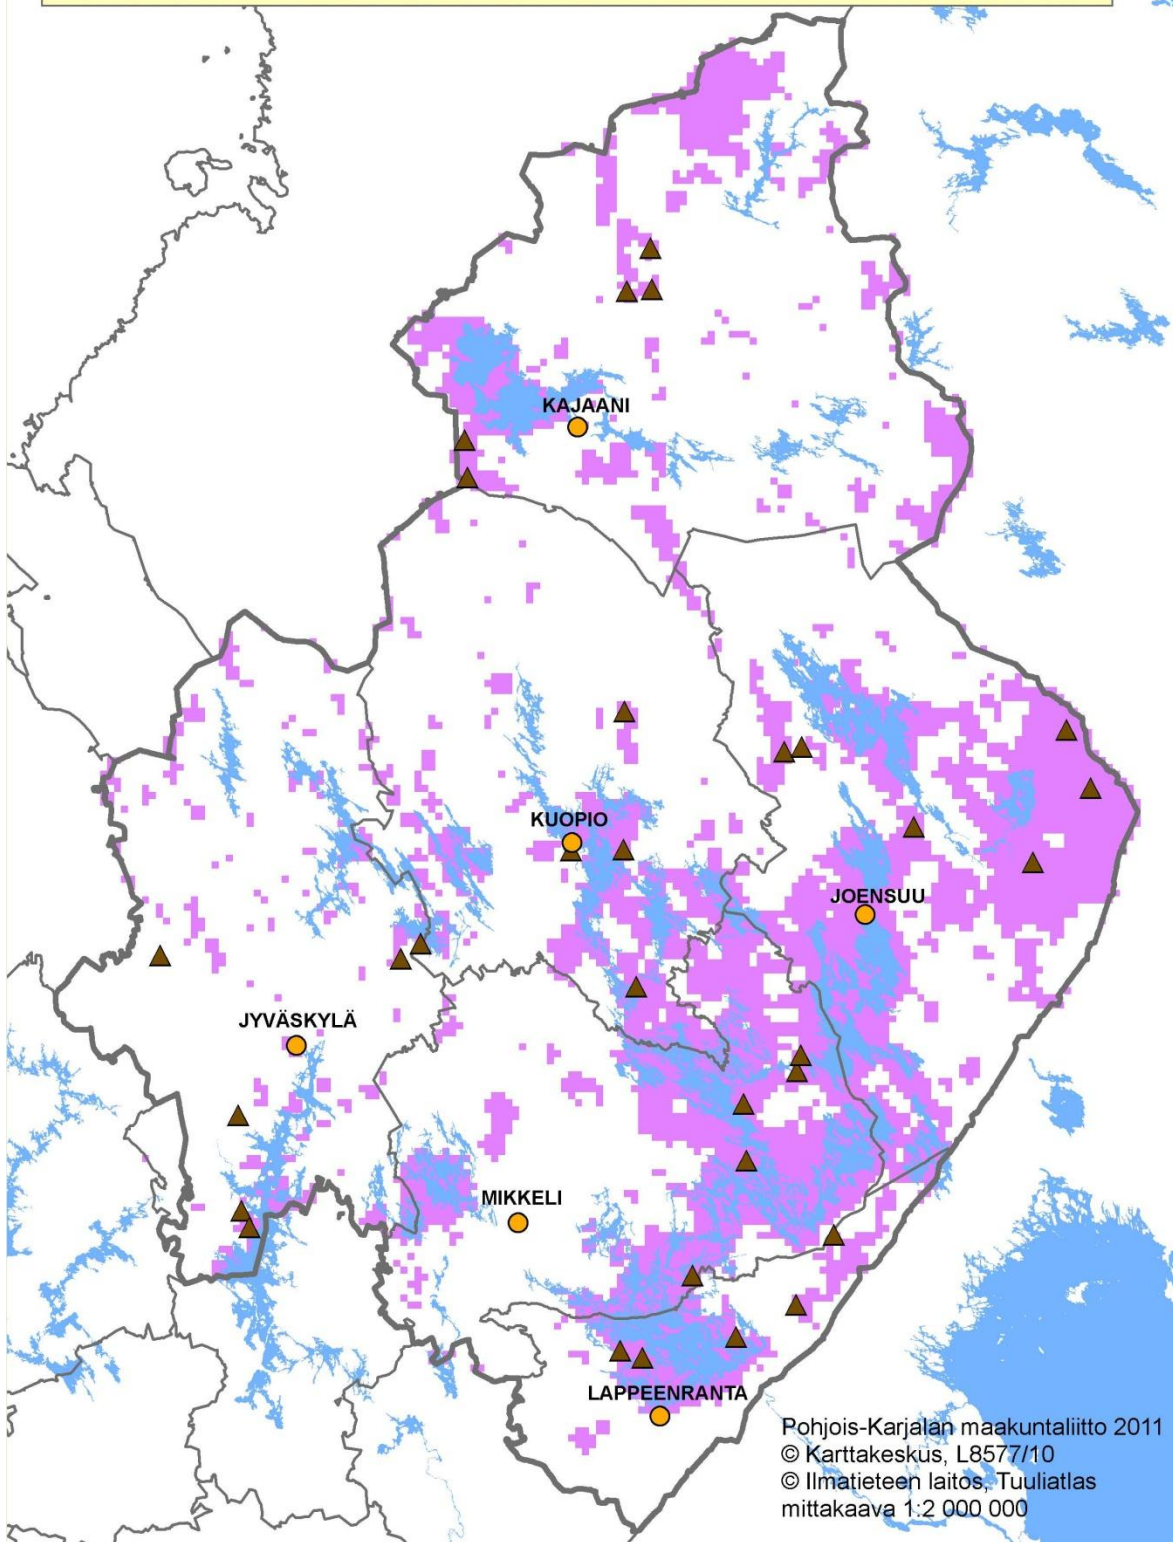 KAJAANI
KUOPIO
JOENSUU
JYVÄSKYLÄ
MIKKELI
LAPPEENRANTA
Pohjois-Karjalan maakuntaliitto 2011
© Karttakeskus, L8577/10
© Ilmatieteen laitos, Tuuliatlas
mittakaava 1:2 000 000